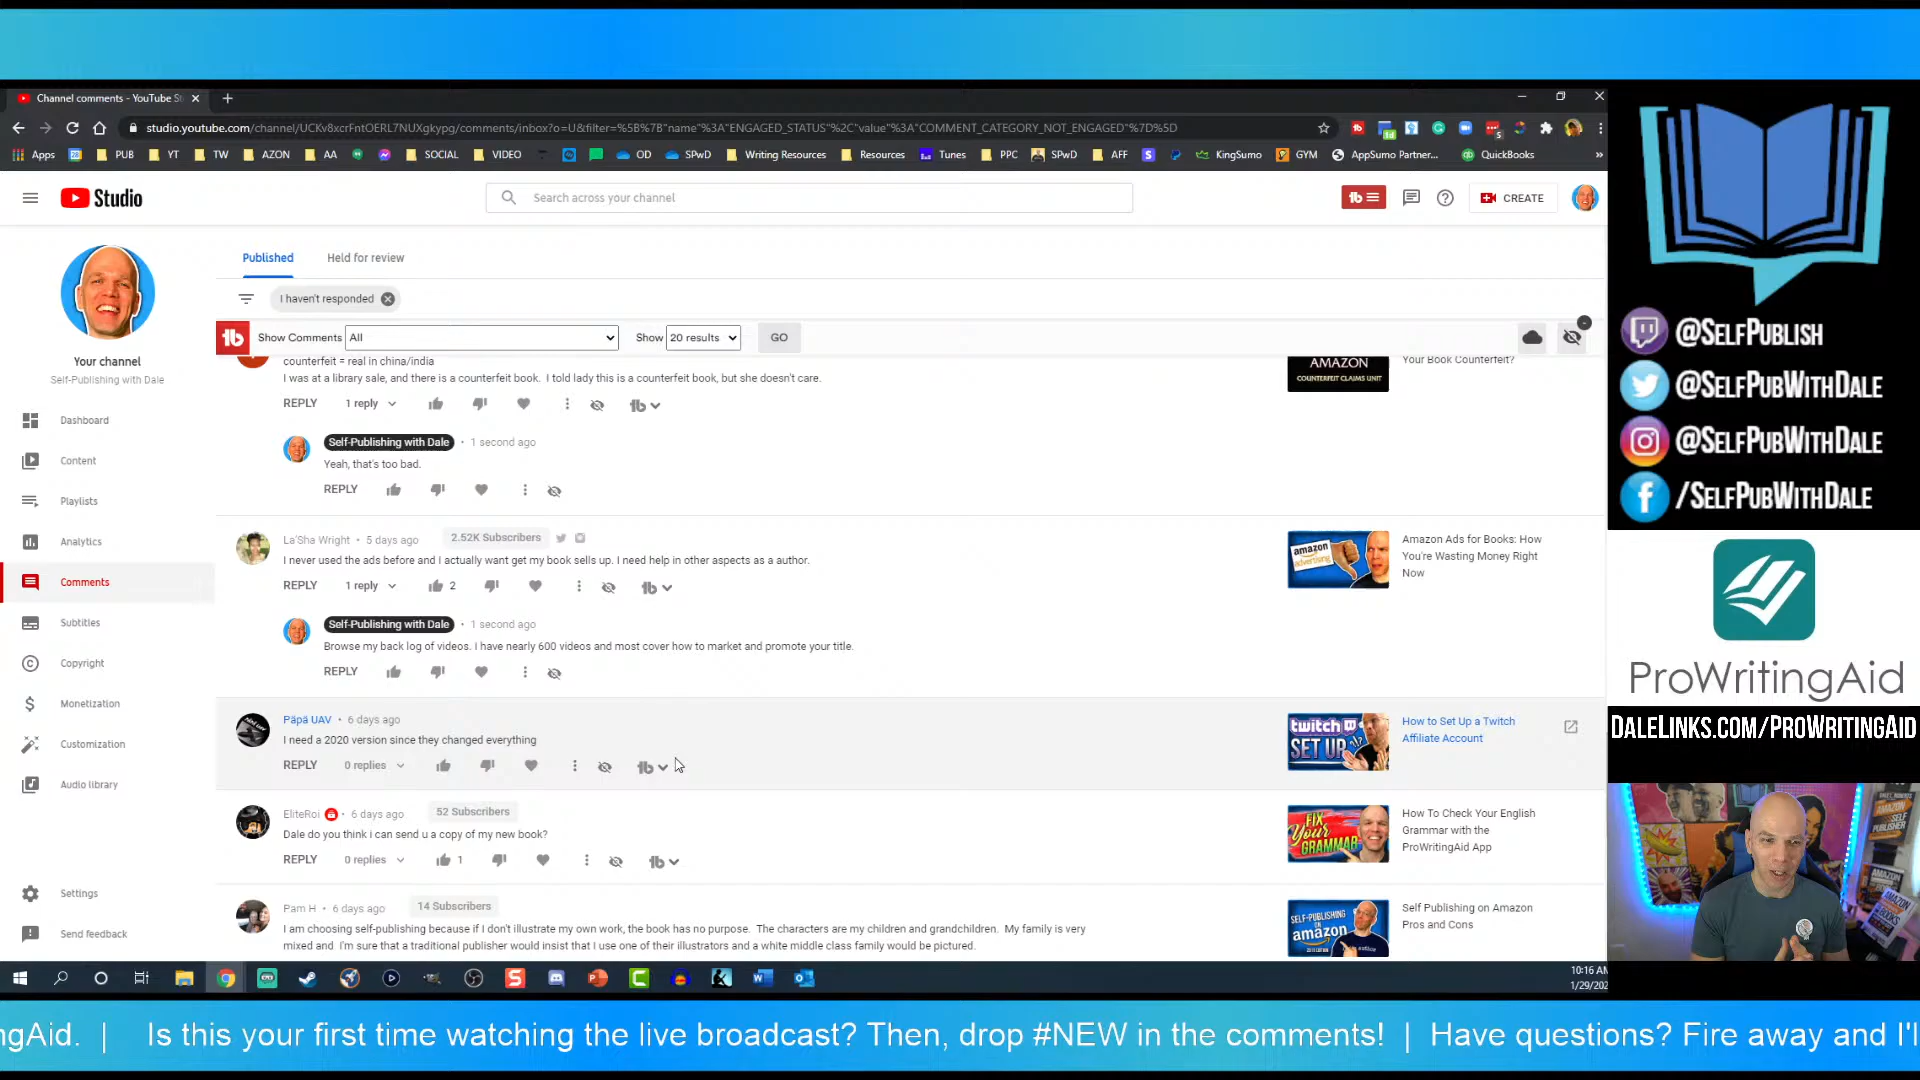 Channel comments - YouTube St
studio.youtube.com/channel/UCKv8xcrFntOERL7NUXgkypg/comments/inbox?o=U&filter=%5B%7B"name"%3A"ENGAGED_STATUS"%2C"value"%3A"COMMENT_CATEGORY_NOT_ENGAGED"%7D%5D
Apps PUB YT TW AZON AA SOCIAL VIDEO OD SPwD Writing Resources Resources Tunes PPC SPwD AFF KingSumo GYM AppSumo Partner... QuickBooks »
Studio
Search across your channel
CREATE
Your channel
Self-Publishing with Dale
Dashboard
Content
Playlists
Analytics
Comments
Subtitles
Copyright
Monetization
Customization
Audio library
Settings
Send feedback
Published Held for review
I haven't responded
Show Comments All Show 20 results GO
counterfeit = real in china/india
I was at a library sale, and there is a counterfeit book. I told lady this is a counterfeit book, but she doesn't care.
REPLY 1 reply
AMAZON
COUNTERFEIT CLAIMS UNIT
Your Book Counterfeit?
Self-Publishing with Dale • 1 second ago
Yeah, that's too bad.
REPLY
La'Sha Wright • 5 days ago 2.52K Subscribers
I never used the ads before and I actually want get my book sells up. I need help in other aspects as a author.
REPLY 1 reply 2
amazon
advertising
Amazon Ads for Books: How
You're Wasting Money Right
Now
Self-Publishing with Dale • 1 second ago
Browse my back log of videos. I have nearly 600 videos and most cover how to market and promote your title.
REPLY
Päpä UAV • 6 days ago
I need a 2020 version since they changed everything
REPLY 0 replies
twitch
SET UP
How to Set Up a Twitch
Affiliate Account
EliteRoi • 6 days ago 52 Subscribers
Dale do you think i can send u a copy of my new book?
REPLY 0 replies 1
FIX
Your
GRAMMAR
How To Check Your English
Grammar with the
ProWritingAid App
Pam H • 6 days ago 14 Subscribers
I am choosing self-publishing because if I don't illustrate my own work, the book has no purpose. The characters are my children and grandchildren. My family is very
mixed and I'm sure that a traditional publisher would insist that I use one of their illustrators and a white middle class family would be pictured.
SELF-PUBLISHING
amazon
Self Publishing on Amazon
Pros and Cons
10:16 AM
1/29/202
@SELFPUBLISH
@SELFPUBWITHDALE
@SELFPUBWITHDALE
/SELFPUBWITHDALE
ProWritingAid
DALELINKS.COM/PROWRITINGAID
ngAid. | Is this your first time watching the live broadcast? Then, drop #NEW in the comments! | Have questions? Fire away and I'l